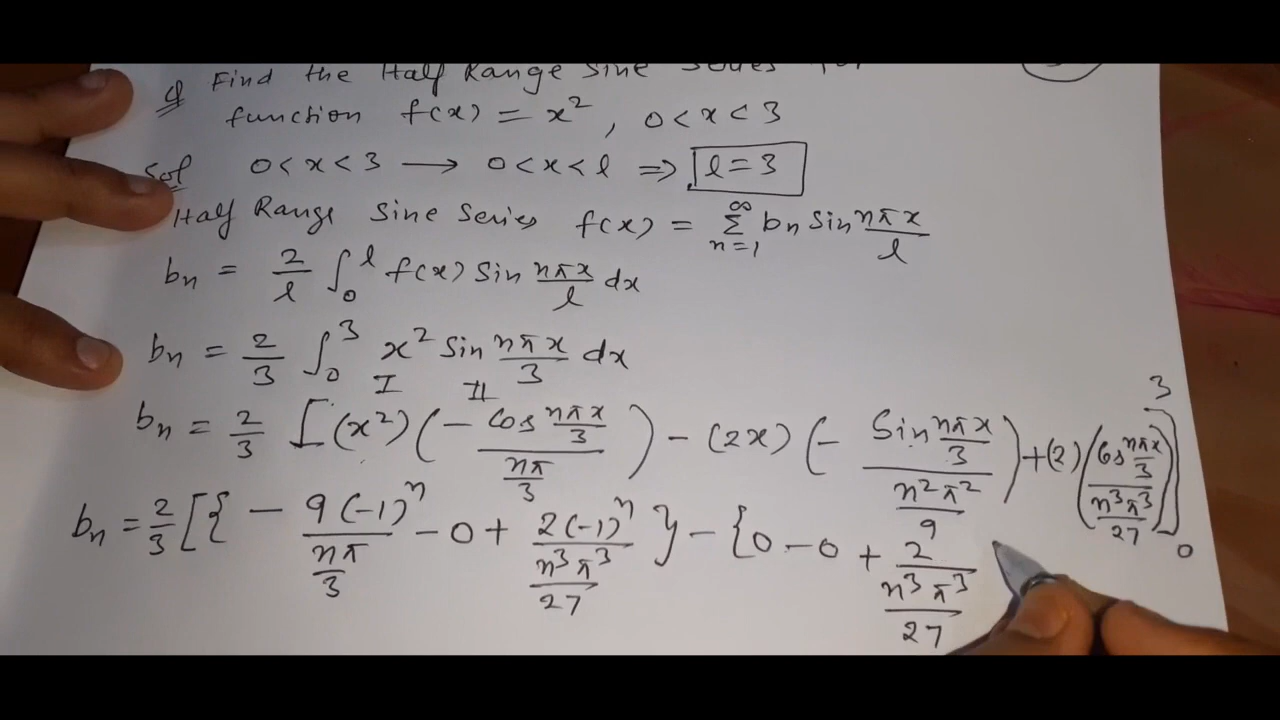 Q Find the Half Range Sine Series for
function f(x) = x², 0<x<3
Sol 0<x<3 → 0<x<l ⇒ l=3
Half Range Sine Series f(x) = ∑_{n=1}^{∞} bn Sin nπx/l
bn = 2/l ∫_0^l f(x) Sin nπx/l dx
bn = 2/3 ∫_0^3 x² Sin nπx/3 dx
I II
bn = 2/3 [(x²)(- Cos nπx/3 / (nπ/3)) - (2x)(- Sin nπx/3 / (n²π²/9)) + (2)(Cos nπx/3 / (n³π³/27))]_0^3
bn = 2/3 [{ - 9(-1)^n / (nπ/3) - 0 + 2(-1)^n / (n³π³/27) } - {0 - 0 + 2 / (n³π³/27)